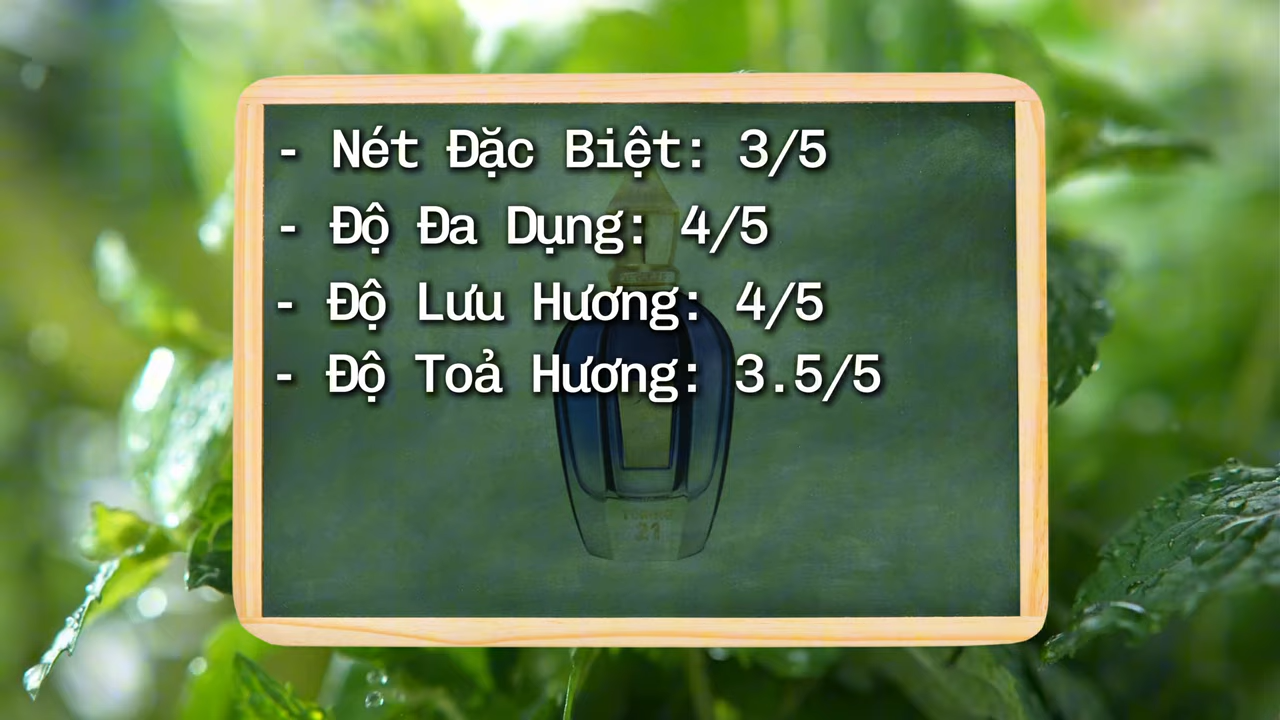 - Nét Đặc Biệt: 3/5
- Độ Đa Dụng: 4/5
- Độ Lưu Hương: 4/5
- Độ Toả Hương: 3.5/5
21